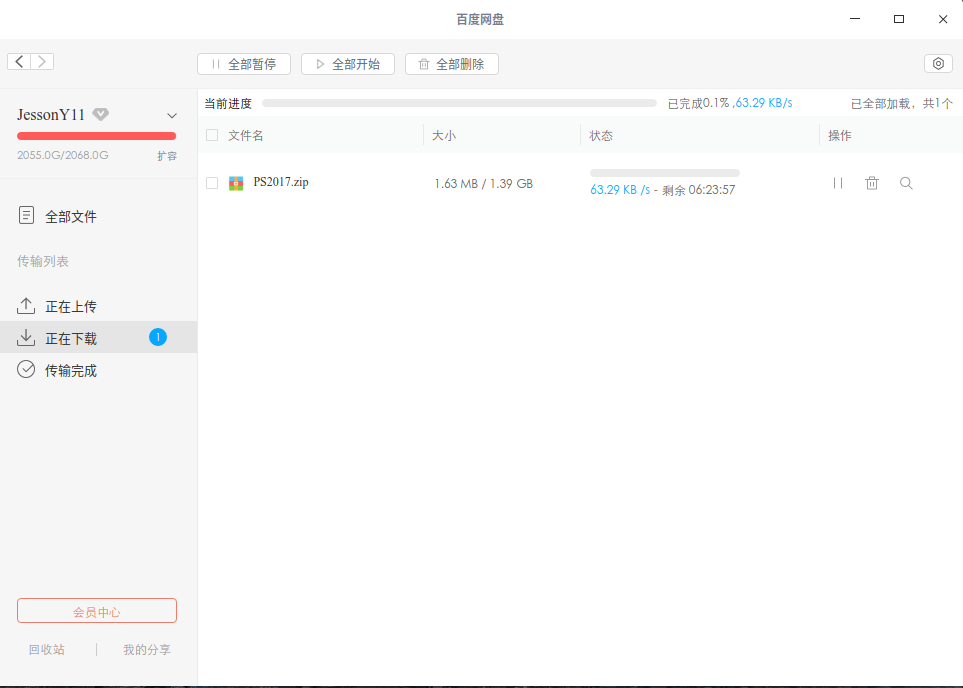 百度网盘
全部暂停 全部开始 全部删除
JessonY11
2055.0G/2068.0G 扩容
全部文件
传输列表
正在上传
正在下载 1
传输完成
会员中心
回收站 | 我的分享
当前进度 已完成0.1% ,63.29 KB/s 已全部加载，共1个
文件名 大小 状态 操作
PS2017.zip 1.63 MB / 1.39 GB 63.29 KB /s - 剩余 06:23:57